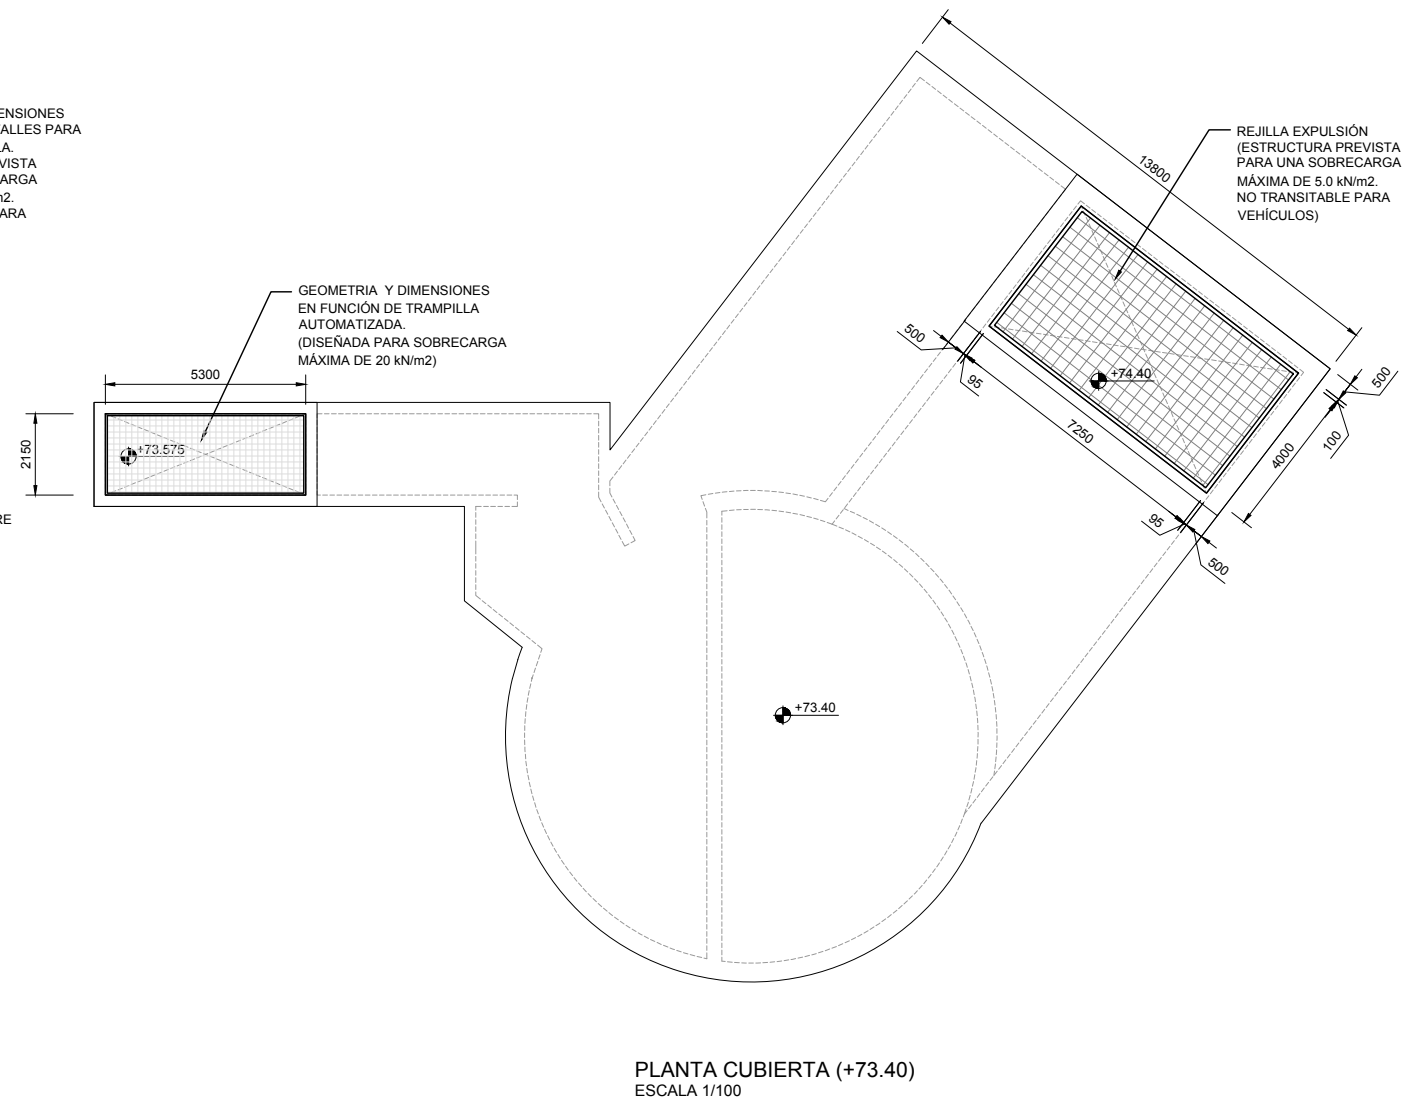 ENSIONES
TALLES PARA
LA.
VISTA
ARGA
m2.
ARA
GEOMETRIA Y DIMENSIONES
EN FUNCIÓN DE TRAMPILLA
AUTOMATIZADA.
(DISEÑADA PARA SOBRECARGA
MÁXIMA DE 20 kN/m2)
REJILLA EXPULSIÓN
(ESTRUCTURA PREVISTA
PARA UNA SOBRECARGA
MÁXIMA DE 5.0 kN/m2.
NO TRANSITABLE PARA
VEHÍCULOS)
13800
500
95
+74.40
500
100
4000
7250
95
500
5300
2150
+73.575
RE
+73.40
PLANTA CUBIERTA (+73.40)
ESCALA 1/100